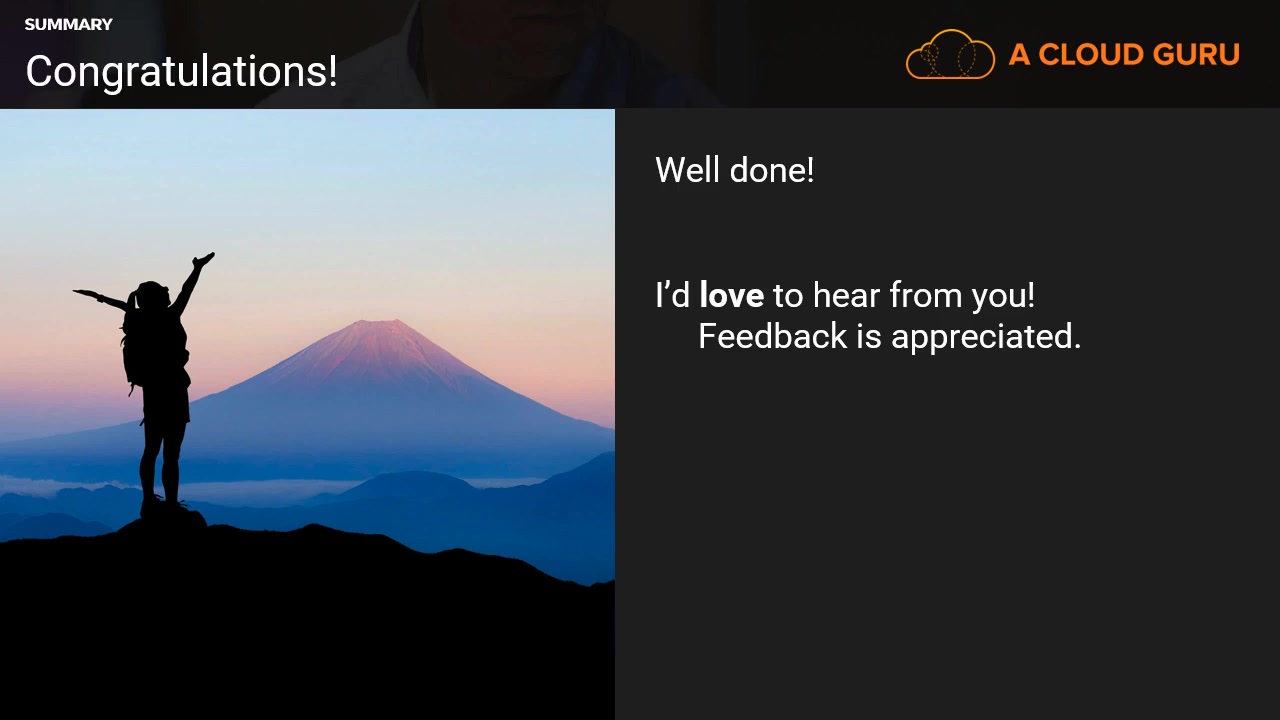 SUMMARY
Congratulations!
A CLOUD GURU
Well done!
I’d love to hear from you!
Feedback is appreciated.